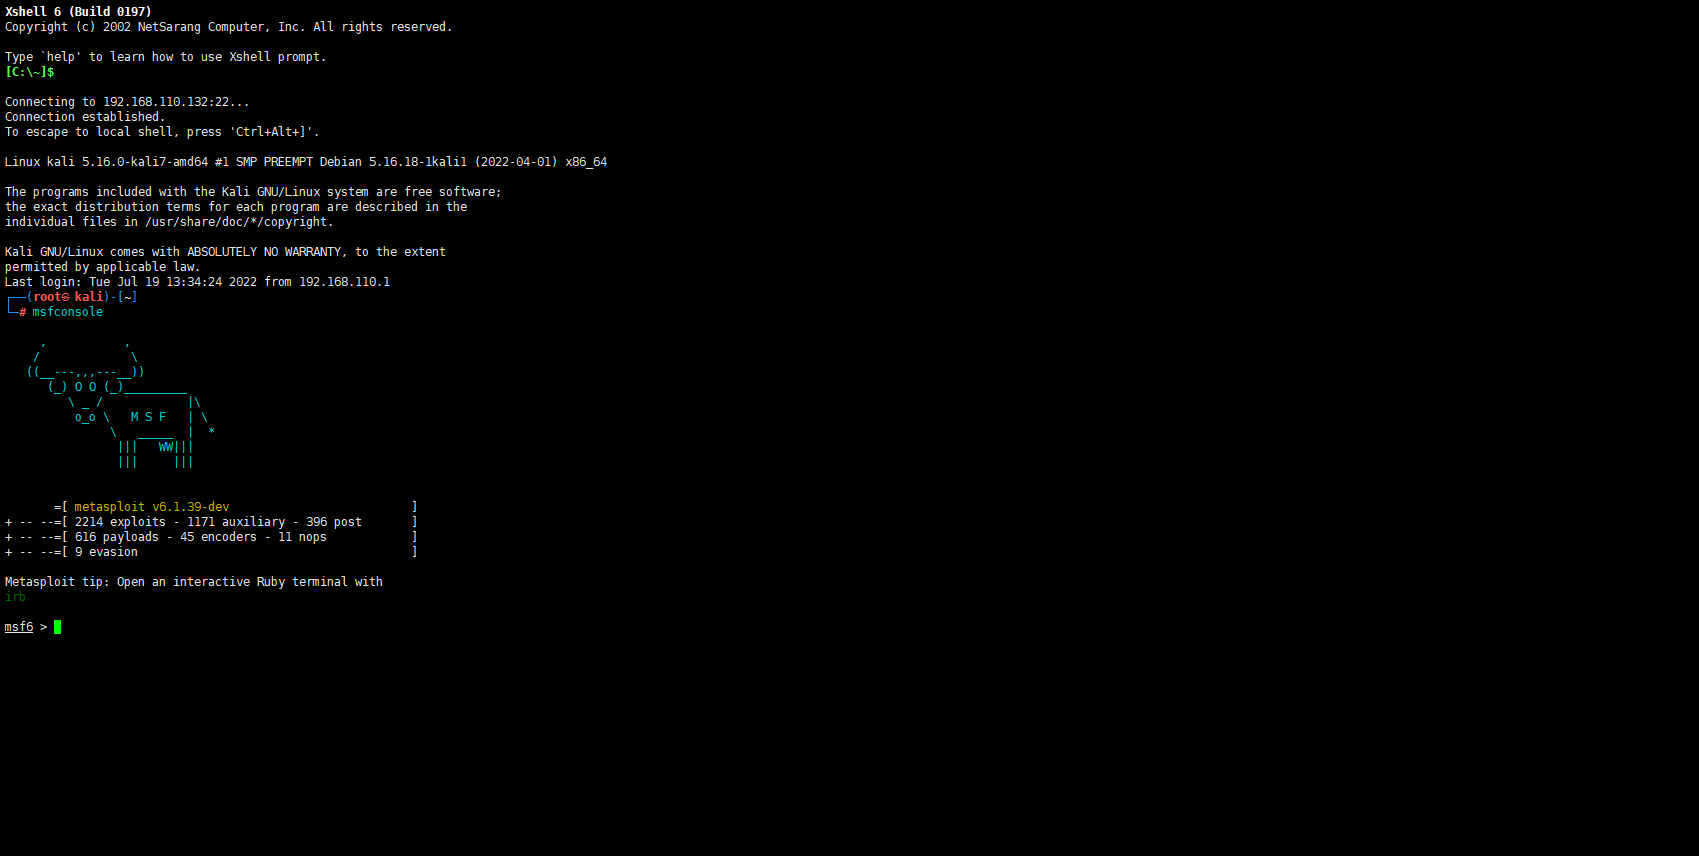 Xshell 6 (Build 0197)
Copyright (c) 2002 NetSarang Computer, Inc. All rights reserved.
Type `help' to learn how to use Xshell prompt.
[C:\~]$
Connecting to 192.168.110.132:22...
Connection established.
To escape to local shell, press 'Ctrl+Alt+]'.
Linux kali 5.16.0-kali7-amd64 #1 SMP PREEMPT Debian 5.16.18-1kali1 (2022-04-01) x86_64
The programs included with the Kali GNU/Linux system are free software;
the exact distribution terms for each program are described in the
individual files in /usr/share/doc/*/copyright.
Kali GNU/Linux comes with ABSOLUTELY NO WARRANTY, to the extent
permitted by applicable law.
Last login: Tue Jul 19 13:34:24 2022 from 192.168.110.1
┌──(root㉿kali)-[~]
└─# msfconsole
     ,           ,
    /             \
   ((__---,,,---__))
      (_) O O (_)_________
         \ _ /            |\
          o_o \   M S F   | \
               \   _____  |  *
                |||   WW|||
                |||     |||
       =[ metasploit v6.1.39-dev                          ]
+ -- --=[ 2214 exploits - 1171 auxiliary - 396 post       ]
+ -- --=[ 616 payloads - 45 encoders - 11 nops            ]
+ -- --=[ 9 evasion                                       ]
Metasploit tip: Open an interactive Ruby terminal with
irb
msf6 >